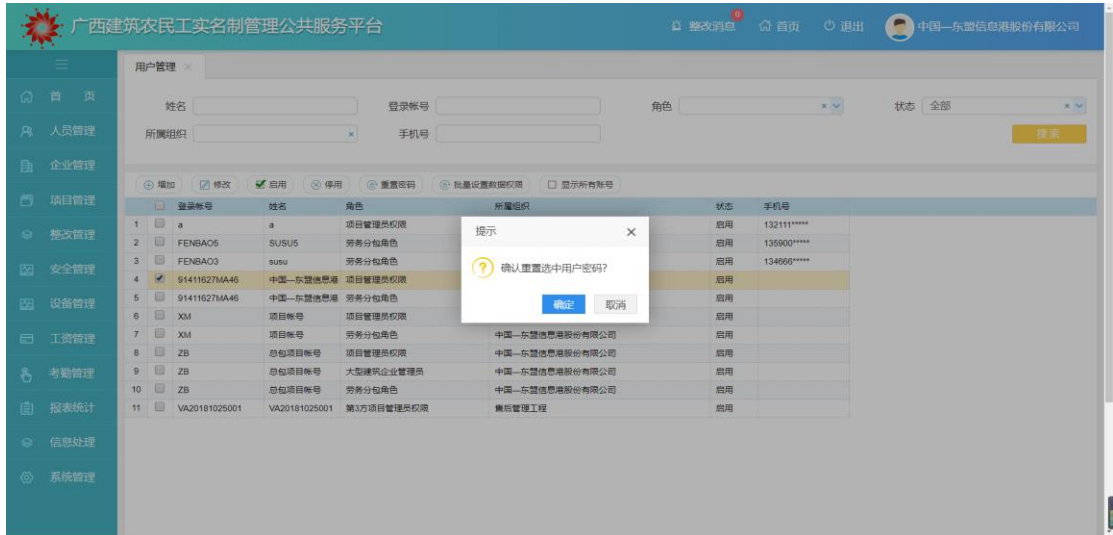 广西建筑农民工实名制管理公共服务平台
整改消息 0 首页 退出 中国—东盟信息港股份有限公司
用户管理 ×
首 页
人员管理
企业管理
项目管理
整改管理
安全管理
设备管理
工资管理
考勤管理
报表统计
信息处理
系统管理
姓名 登录帐号 角色 状态 全部
所属组织 手机号 搜索
增加 修改 启用 停用 重置密码 批量设置数据权限 显示所有账号
登录帐号 姓名 角色 所属组织 状态 手机号
1 a a 项目管理员权限 启用 132111*****
2 FENBAO5 SUSU5 劳务分包角色 启用 135900*****
3 FENBAO3 susu 劳务分包角色 启用 134666*****
4 91411627MA46 中国—东盟信息港 项目管理员权限 启用
5 91411627MA46 中国—东盟信息港 劳务分包角色 启用
6 XM 项目帐号 项目管理员权限 启用
7 XM 项目帐号 劳务分包角色 中国—东盟信息港股份有限公司 启用
8 ZB 总包项目帐号 项目管理员权限 中国—东盟信息港股份有限公司 启用
9 ZB 总包项目帐号 大型建筑企业管理员 中国—东盟信息港股份有限公司 启用
10 ZB 总包项目帐号 劳务分包角色 中国—东盟信息港股份有限公司 启用
11 VA20181025001 VA20181025001 第3方项目管理员权限 售后管理工程 启用
提示
确认重置选中用户密码?
确定 取消